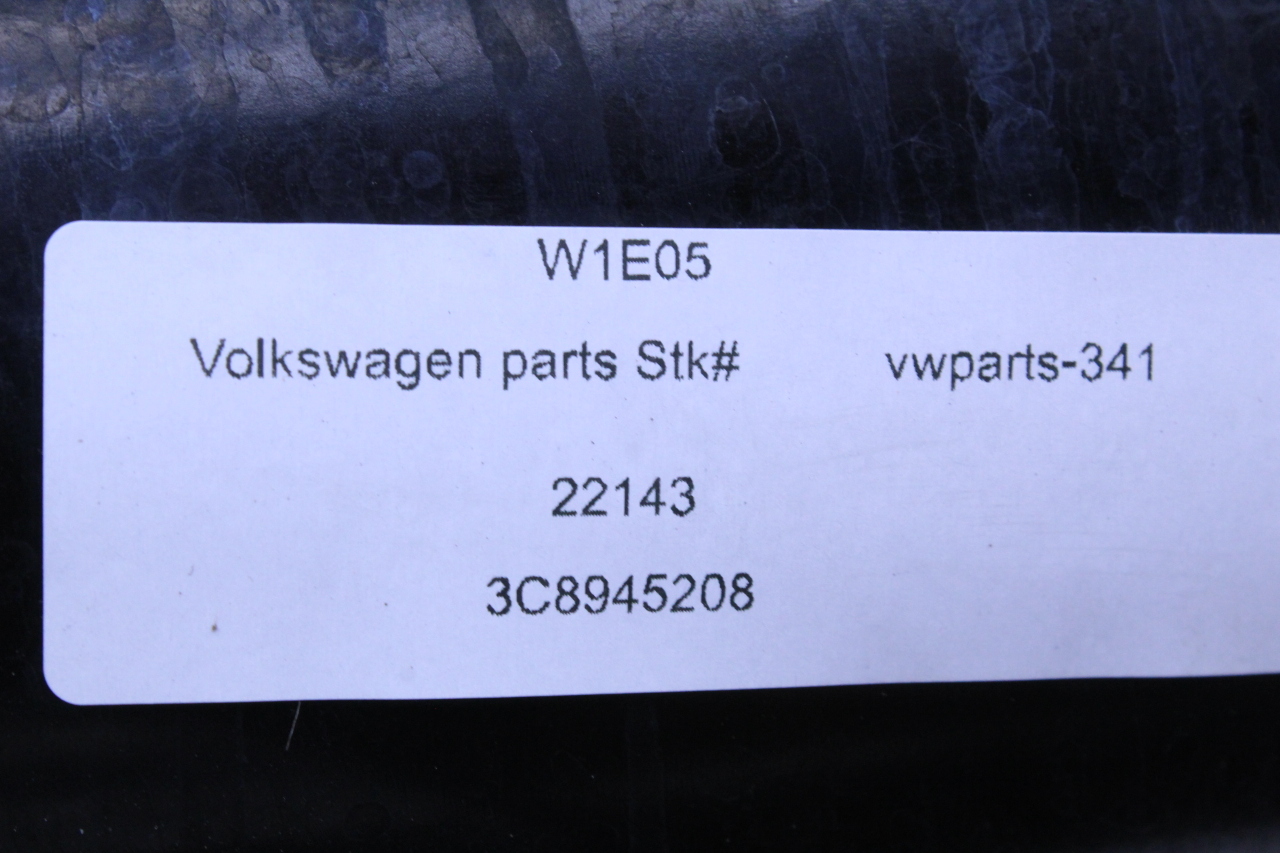 W1E05
Volkswagen parts Stk# vwparts-341
22143
3C8945208